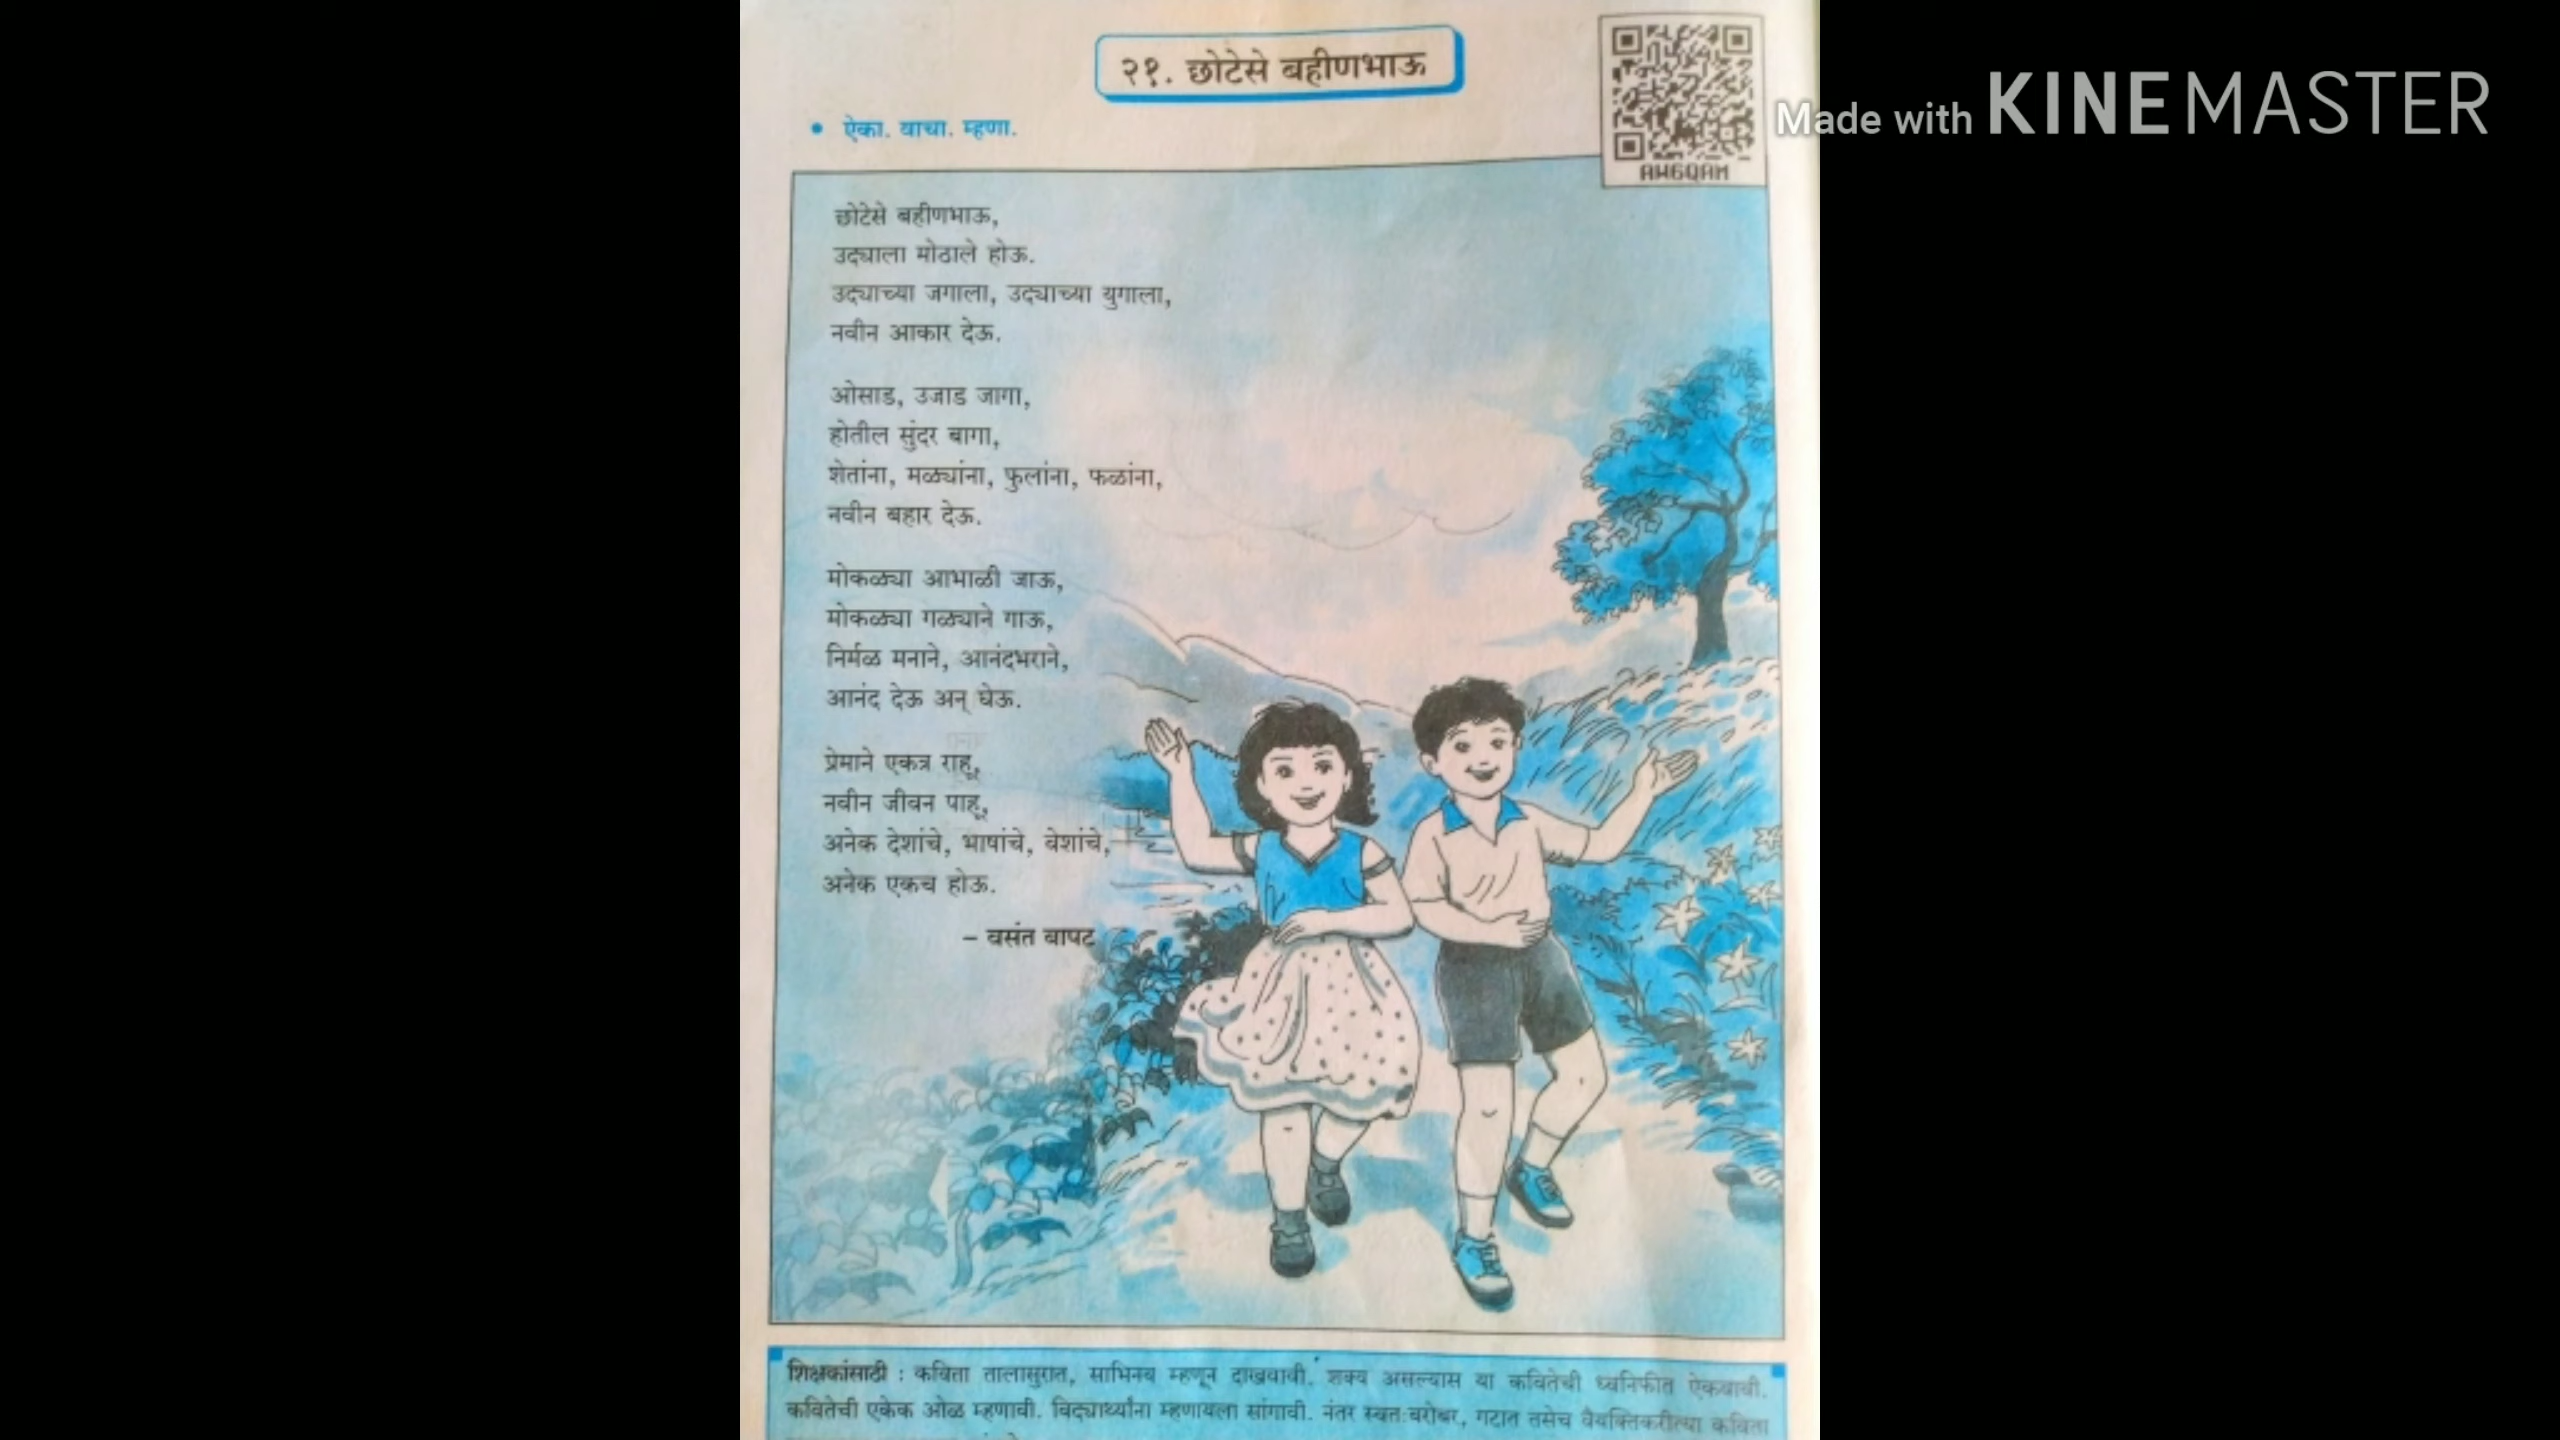 २१. छोटेसे बहीणभाऊ
Made with KINEMASTER
AW6QAM
• ऐका. वाचा. म्हणा.
छोटेसे बहीणभाऊ,
उद्याला मोठाले होऊ.
उद्याच्या जगाला, उद्याच्या युगाला,
नवीन आकार देऊ.
ओसाड, उजाड जागा,
होतील सुंदर बागा,
शेतांना, मळ्यांना, फुलांना, फळांना,
नवीन बहार देऊ.
मोकळ्या आभाळी जाऊ,
मोकळ्या गळ्याने गाऊ,
निर्मळ मनाने, आनंदभराने,
आनंद देऊ अन् घेऊ.
प्रेमाने एकत्र राहू,
नवीन जीवन पाहू,
अनेक देशांचे, भाषांचे, वेशांचे,
अनेक एकच होऊ.
– वसंत बापट
शिक्षकांसाठी : कविता तालासुरात, साभिनय म्हणून दाखवावी. शक्य असल्यास या कवितेची ध्वनिफीत ऐकवावी.
कवितेची एकेक ओळ म्हणावी. विद्यार्थ्यांना म्हणायला सांगावी. नंतर स्वतःबरोबर, गटात तसेच वैयक्तिकरीत्या कविता